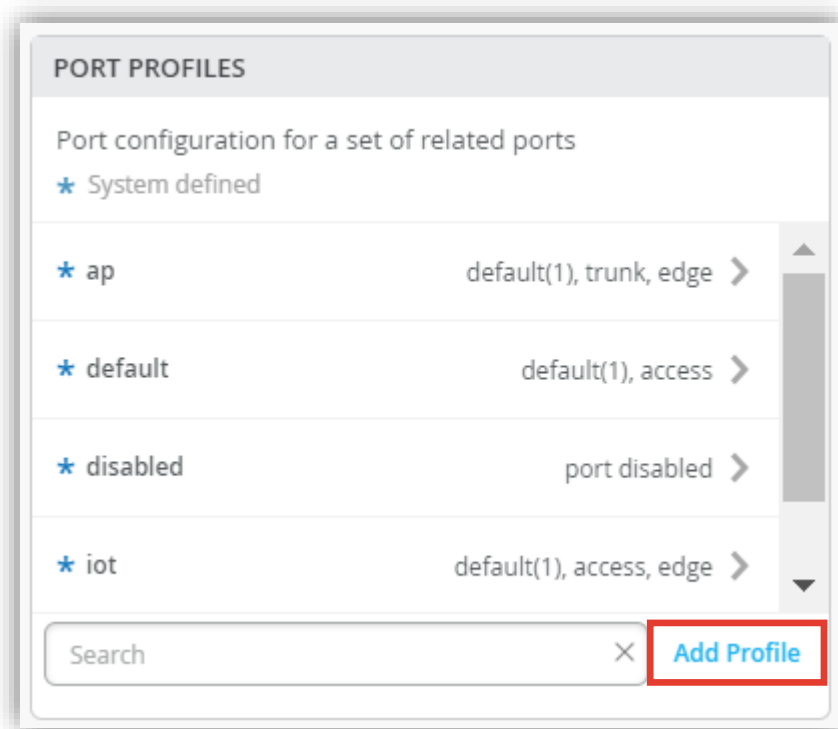 PORT PROFILES
Port configuration for a set of related ports
* System defined
* ap default(1), trunk, edge
* default default(1), access
* disabled port disabled
* iot default(1), access, edge
Search Add Profile